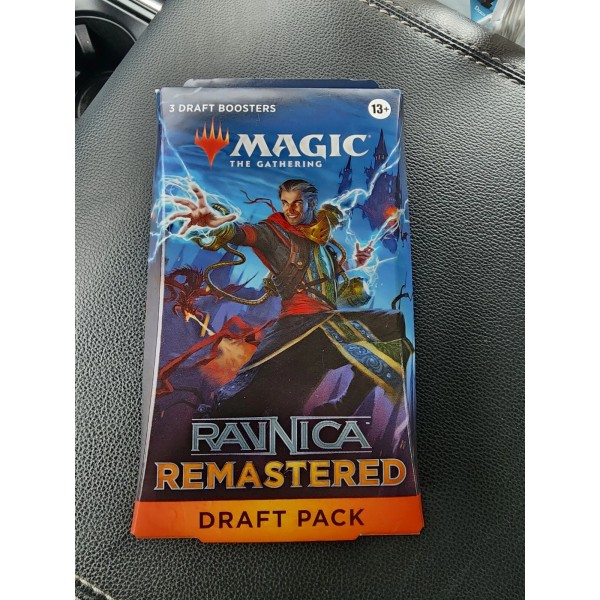 3 DRAFT BOOSTERS
13+
MAGIC
THE GATHERING
RAVNICA
REMASTERED
DRAFT PACK